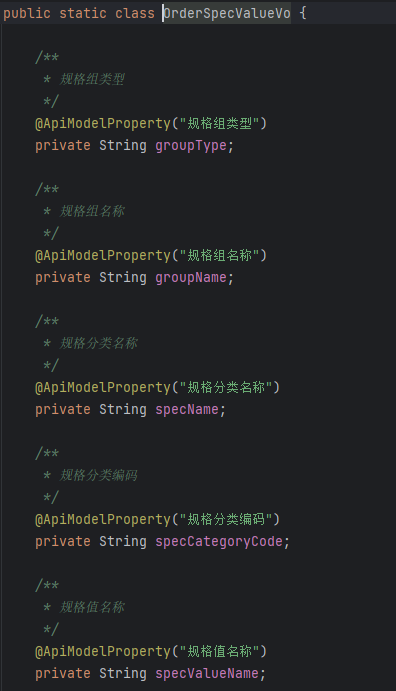 public static class OrderSpecValueVo {
/**
* 规格组类型
*/
@ApiModelProperty("规格组类型")
private String groupType;
/**
* 规格组名称
*/
@ApiModelProperty("规格组名称")
private String groupName;
/**
* 规格分类名称
*/
@ApiModelProperty("规格分类名称")
private String specName;
/**
* 规格分类编码
*/
@ApiModelProperty("规格分类编码")
private String specCategoryCode;
/**
* 规格值名称
*/
@ApiModelProperty("规格值名称")
private String specValueName;